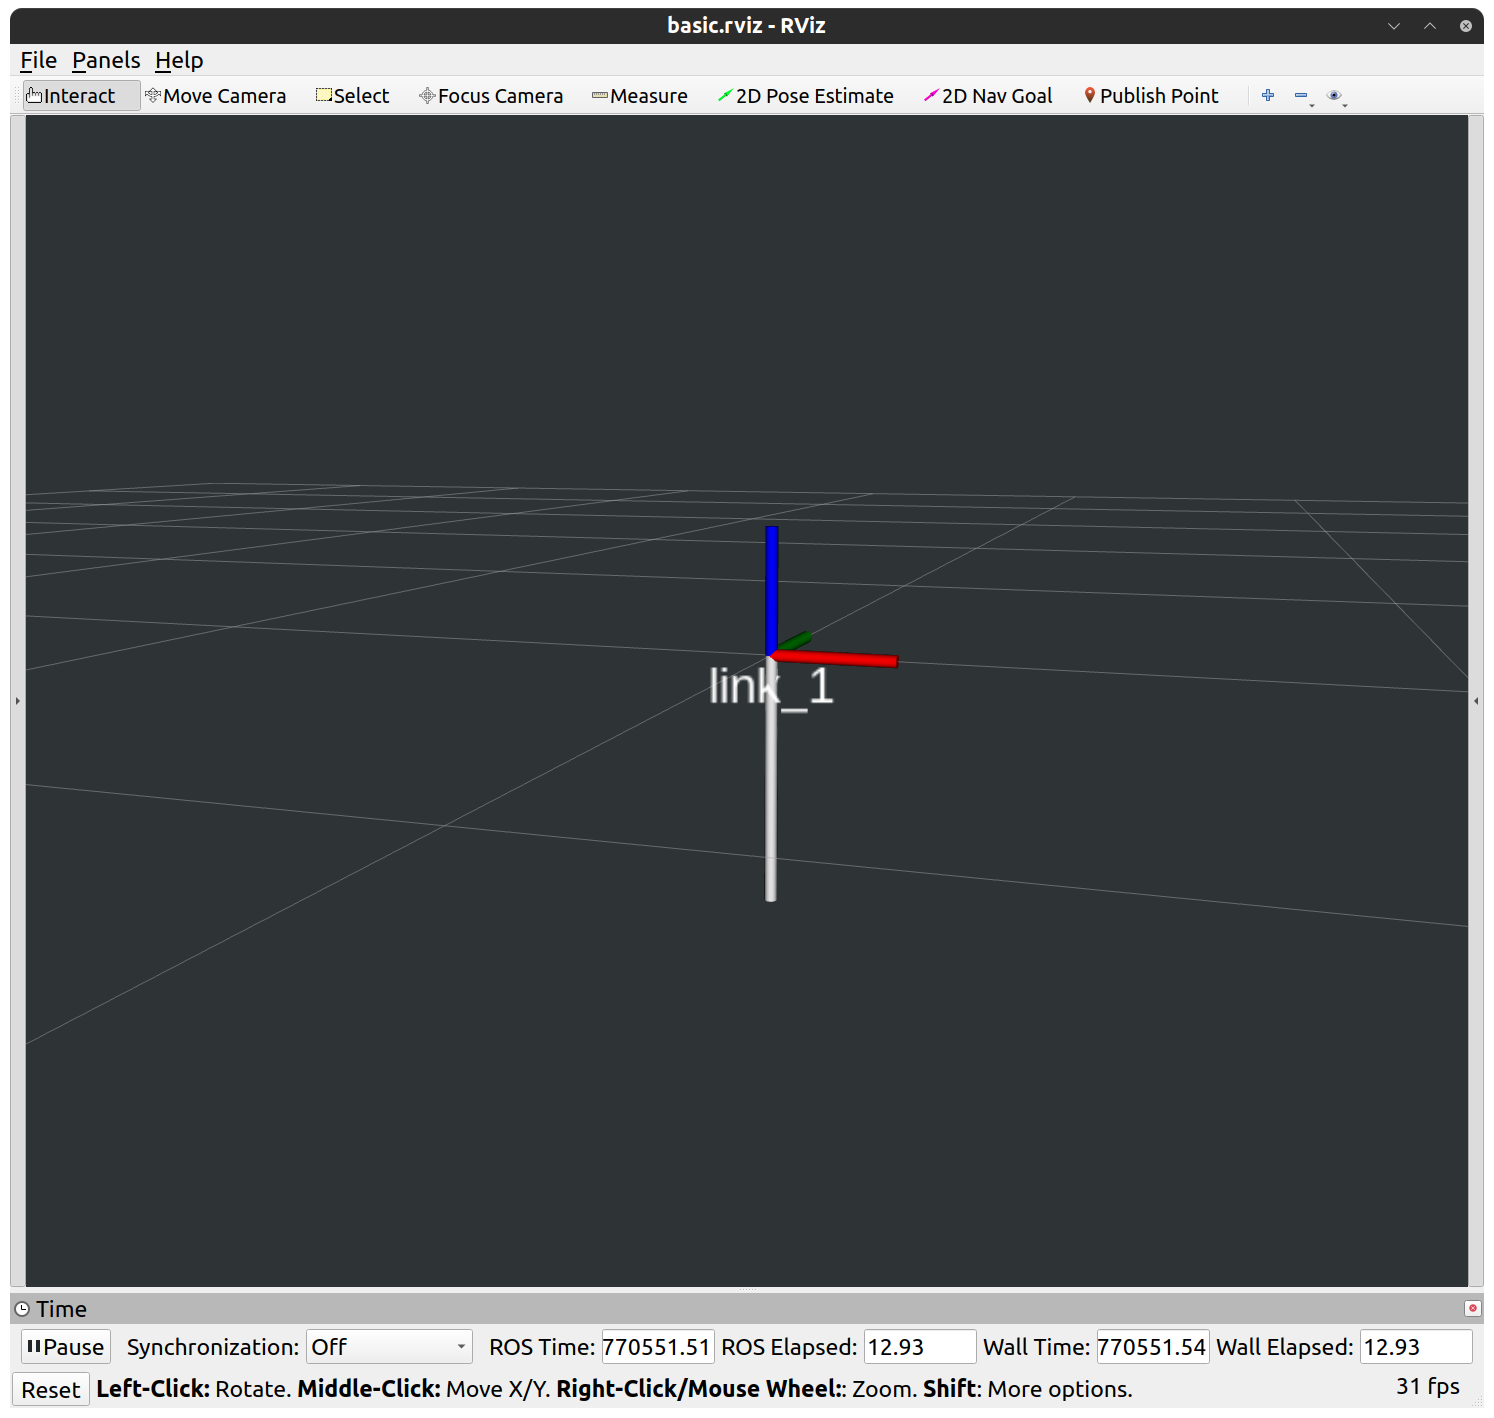 basic.rviz - RViz
File Panels Help
Interact Move Camera Select Focus Camera Measure 2D Pose Estimate 2D Nav Goal Publish Point
link_1
Time
Pause Synchronization: Off ROS Time: 770551.51 ROS Elapsed: 12.93 Wall Time: 770551.54 Wall Elapsed: 12.93
Reset Left-Click: Rotate. Middle-Click: Move X/Y. Right-Click/Mouse Wheel:: Zoom. Shift: More options. 31 fps